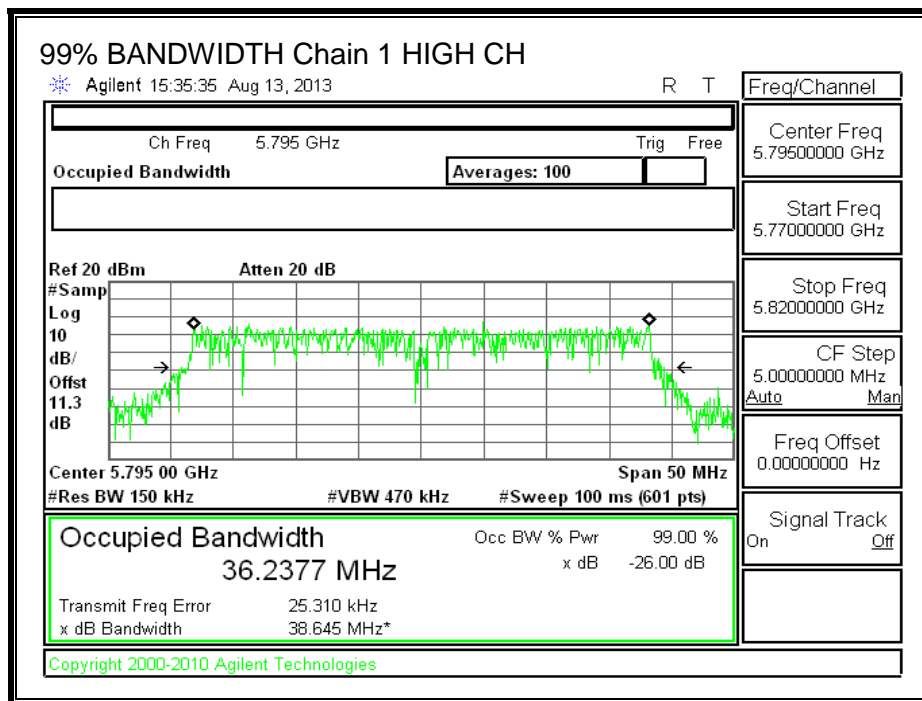 99% BANDWIDTH Chain 1 HIGH CH
Agilent 15:35:35 Aug 13, 2013 R T
Freq/Channel
Ch Freq 5.795 GHz Trig Free
Occupied Bandwidth Averages: 100
Ref 20 dBm Atten 20 dB
#Samp
Log
10
dB/
Offst
11.3
dB
Center 5.795 00 GHz Span 50 MHz
#Res BW 150 kHz #VBW 470 kHz #Sweep 100 ms (601 pts)
Occupied Bandwidth Occ BW % Pwr 99.00 %
36.2377 MHz x dB -26.00 dB
Transmit Freq Error 25.310 kHz
x dB Bandwidth 38.645 MHz*
Center Freq
5.79500000 GHz
Start Freq
5.77000000 GHz
Stop Freq
5.82000000 GHz
CF Step
5.00000000 MHz
Auto Man
Freq Offset
0.00000000 Hz
Signal Track
On Off
Copyright 2000-2010 Agilent Technologies